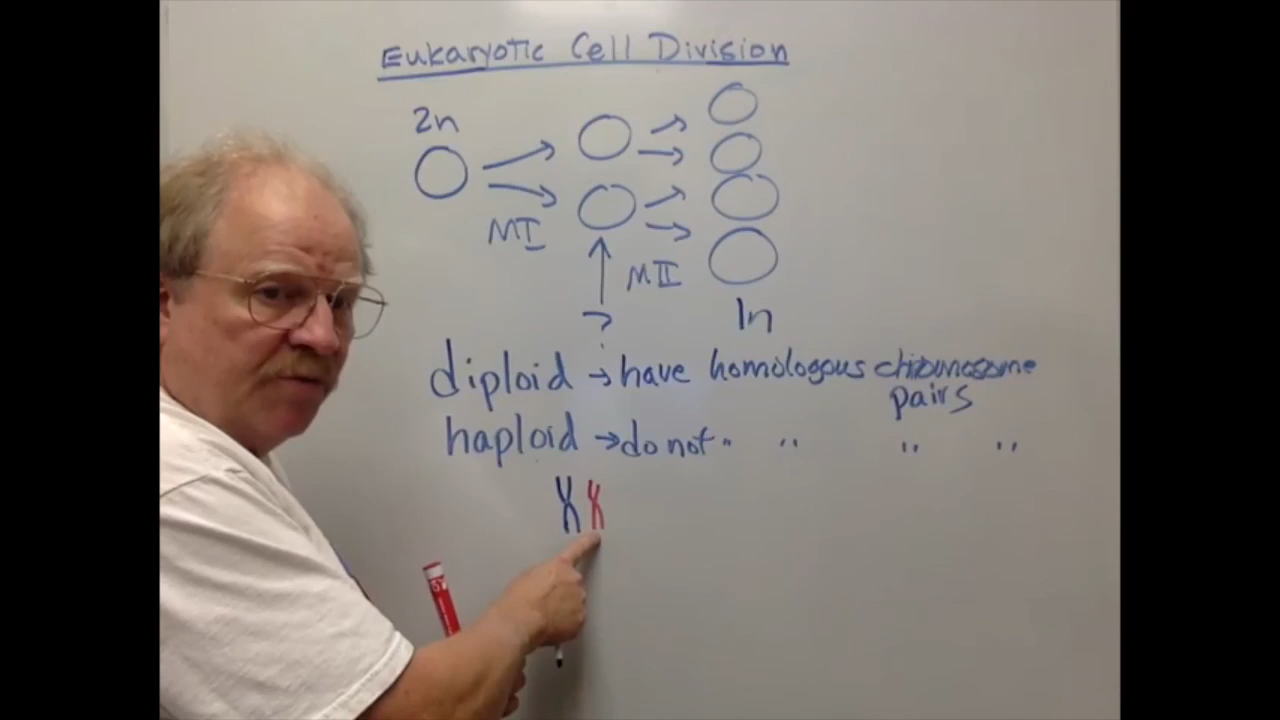 Eukaryotic Cell Division
2n
MI
MII
?
1n
diploid → have homologous chromosome
pairs
haploid → do not " " " "